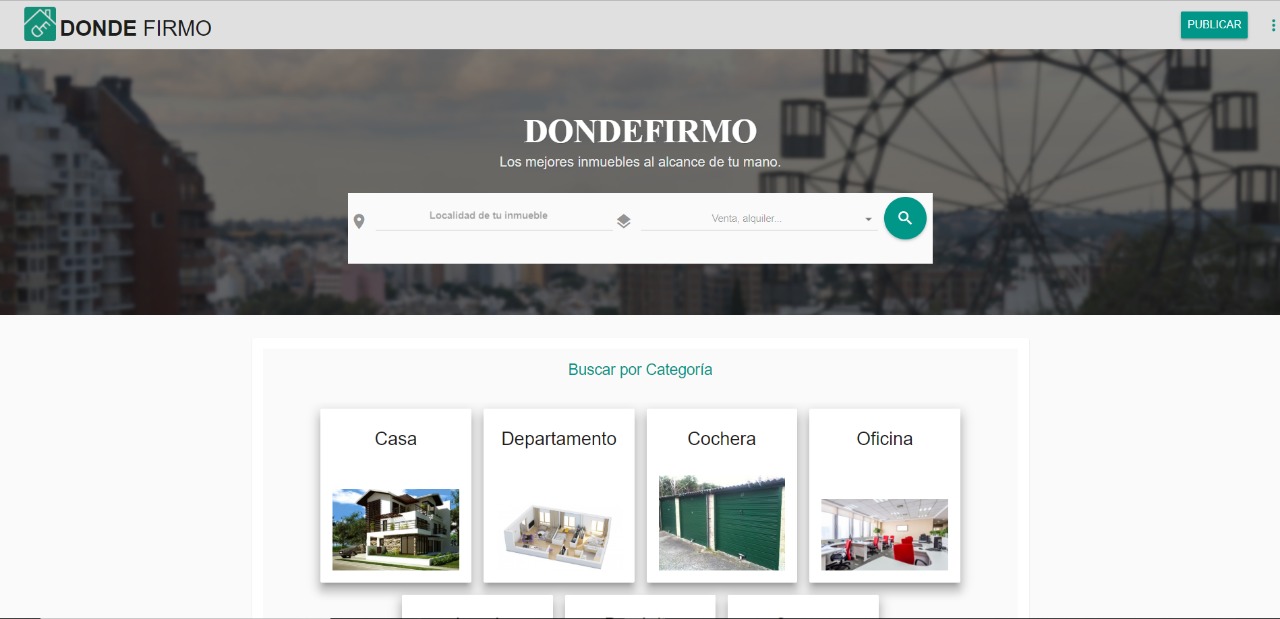 DONDE FIRMO
PUBLICAR
DONDEFIRMO
Los mejores inmuebles al alcance de tu mano.
Localidad de tu inmueble
Venta, alquiler...
Buscar por Categoría
Casa
Departamento
Cochera
Oficina